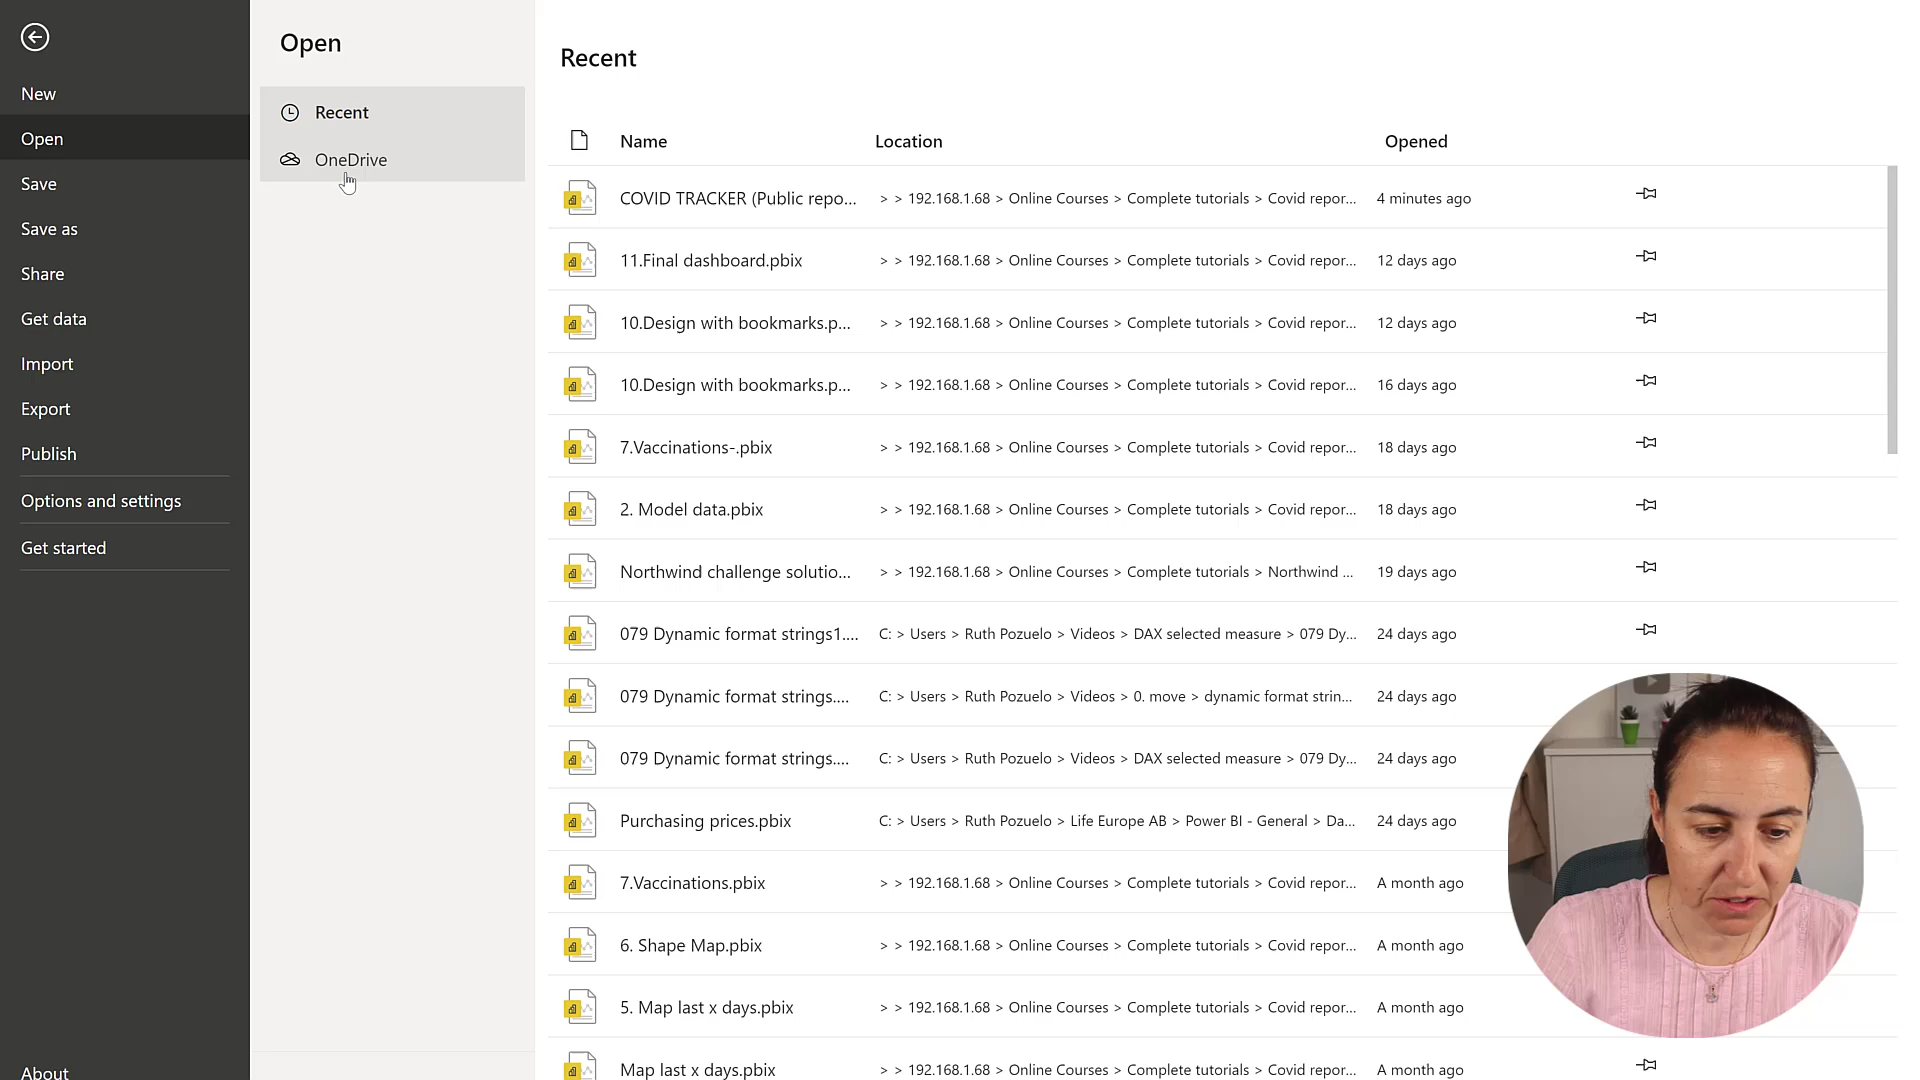 Open
Recent
New
Recent
Open
OneDrive
Save
Save as
Share
Get data
Import
Export
Publish
Options and settings
Get started
About
Name Location Opened
COVID TRACKER (Public repo... > > 192.168.1.68 > Online Courses > Complete tutorials > Covid repor... 4 minutes ago
11.Final dashboard.pbix > > 192.168.1.68 > Online Courses > Complete tutorials > Covid repor... 12 days ago
10.Design with bookmarks.p... > > 192.168.1.68 > Online Courses > Complete tutorials > Covid repor... 12 days ago
10.Design with bookmarks.p... > > 192.168.1.68 > Online Courses > Complete tutorials > Covid repor... 16 days ago
7.Vaccinations-.pbix > > 192.168.1.68 > Online Courses > Complete tutorials > Covid repor... 18 days ago
2. Model data.pbix > > 192.168.1.68 > Online Courses > Complete tutorials > Covid repor... 18 days ago
Northwind challenge solutio... > > 192.168.1.68 > Online Courses > Complete tutorials > Northwind ... 19 days ago
079 Dynamic format strings1.... C: > Users > Ruth Pozuelo > Videos > DAX selected measure > 079 Dy... 24 days ago
079 Dynamic format strings.... C: > Users > Ruth Pozuelo > Videos > 0. move > dynamic format strin... 24 days ago
079 Dynamic format strings.... C: > Users > Ruth Pozuelo > Videos > DAX selected measure > 079 Dy... 24 days ago
Purchasing prices.pbix C: > Users > Ruth Pozuelo > Life Europe AB > Power BI - General > Da... 24 days ago
7.Vaccinations.pbix > > 192.168.1.68 > Online Courses > Complete tutorials > Covid repor... A month ago
6. Shape Map.pbix > > 192.168.1.68 > Online Courses > Complete tutorials > Covid repor... A month ago
5. Map last x days.pbix > > 192.168.1.68 > Online Courses > Complete tutorials > Covid repor... A month ago
Map last x days.pbix > > 192.168.1.68 > Online Courses > Complete tutorials > Covid repor... A month ago